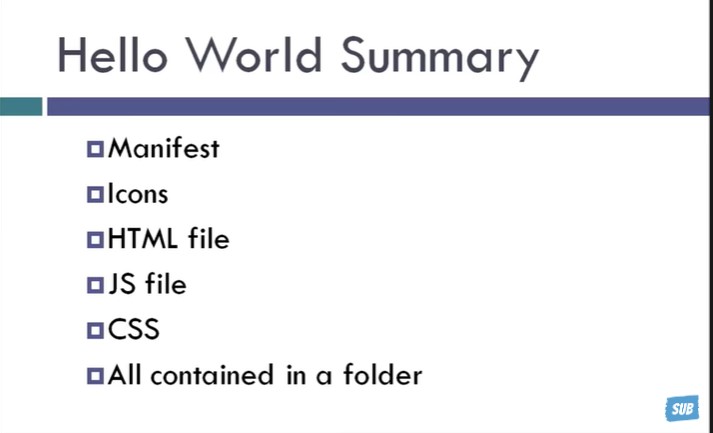 Hello World Summary
Manifest
Icons
HTML file
JS file
CSS
All contained in a folder
SUB